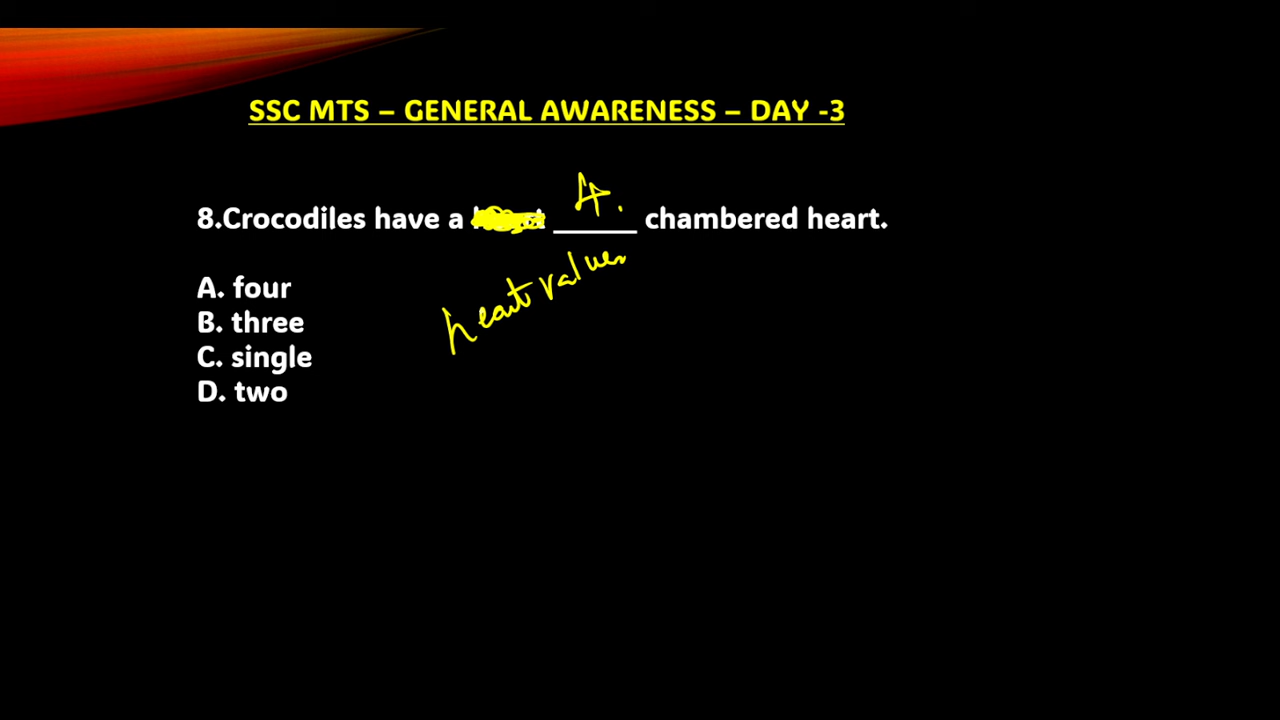 SSC MTS – GENERAL AWARENESS – DAY -3
4.
8.Crocodiles have a ______ chambered heart.
heart values
A. four
B. three
C. single
D. two